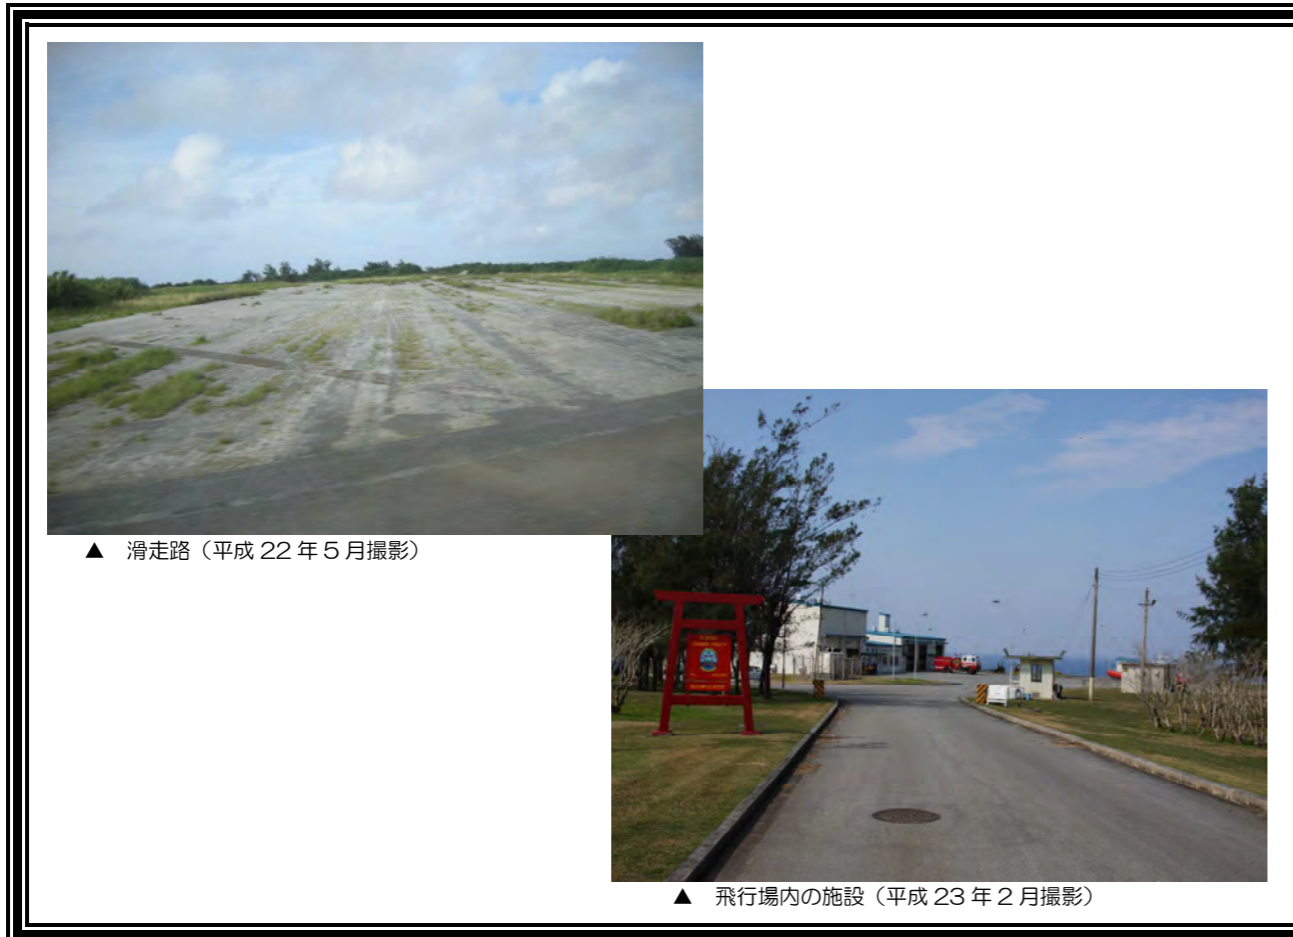 ▲ 滑走路（平成 22 年 5 月撮影）
▲ 飛行場内の施設（平成 23 年 2 月撮影）